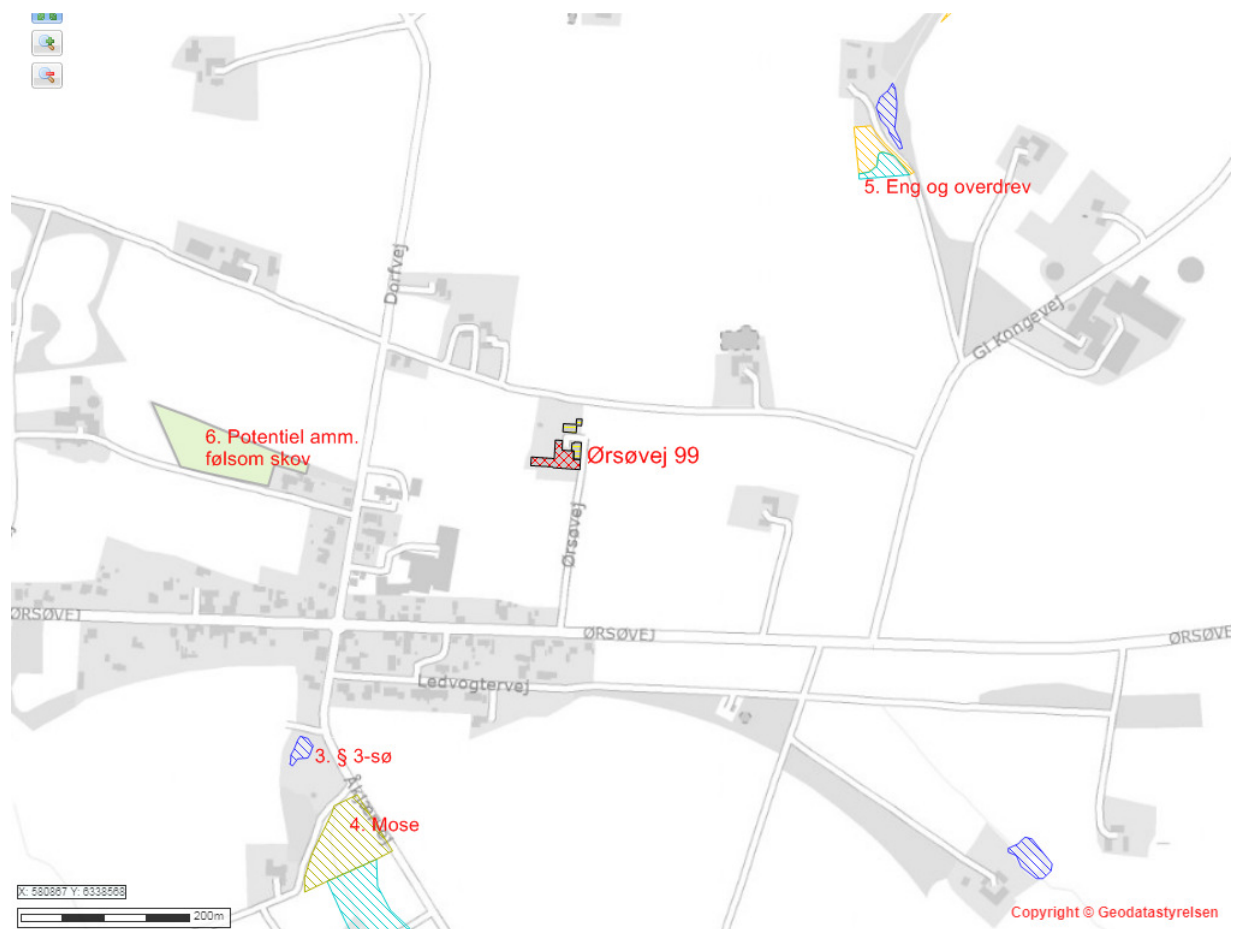 5. Eng og overdrev
Dorfvej
Gl Kongevej
6. Potentiel amm.
følsom skov
Ørsøvej 99
Ørsøvej
ØRSØVEJ
ØRSØVEJ
ØRSØVE
Ledvogtervej
3. § 3-sø
4. Mose
X: 580867 Y: 6338568
200m
Copyright © Geodatastyrelsen